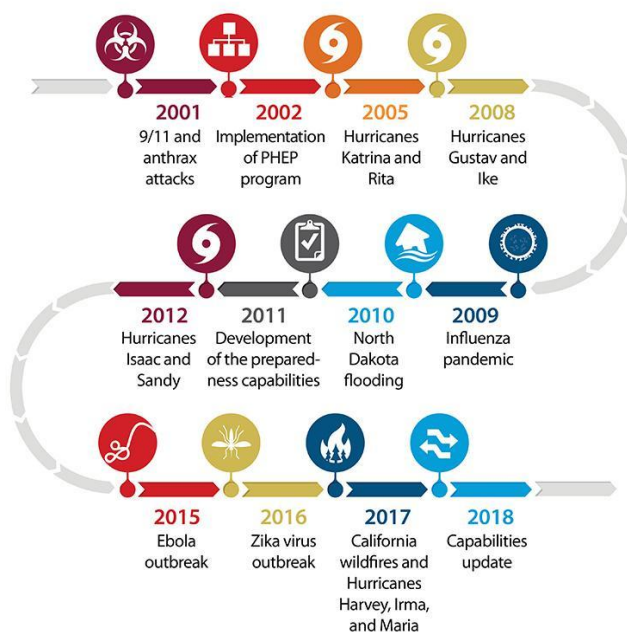 2001
9/11 and
anthrax
attacks
2002
Implementation
of PHEP
program
2005
Hurricanes
Katrina and
Rita
2008
Hurricanes
Gustav and
Ike
2012
Hurricanes
Isaac and
Sandy
2011
Development
of the prepared-
ness capabilities
2010
North
Dakota
flooding
2009
Influenza
pandemic
2015
Ebola
outbreak
2016
Zika virus
outbreak
2017
California
wildfires and
Hurricanes
Harvey, Irma,
and Maria
2018
Capabilities
update